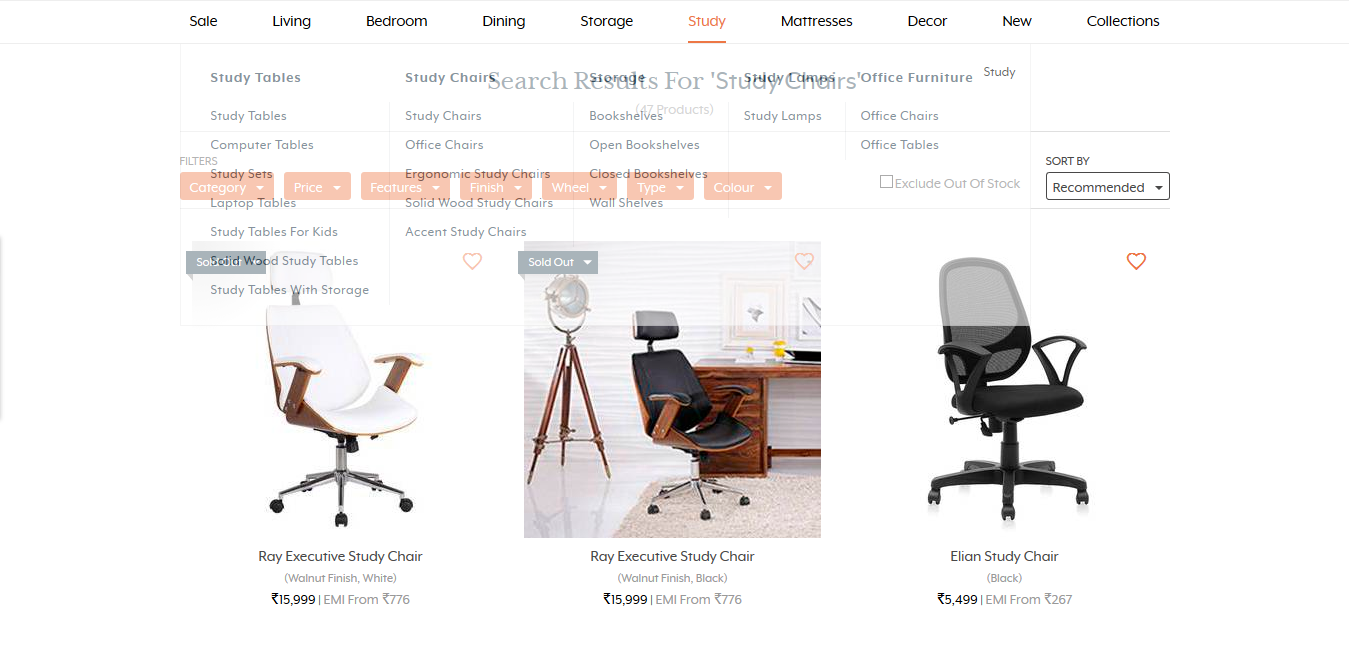 Sale Living Bedroom Dining Storage Study Mattresses Decor New Collections
Study Tables Study Chairs Storage Study Lamps Office Furniture Study
Search Results For 'Study Chairs'
(47 Products)
Study Tables Study Chairs Bookshelves Study Lamps Office Chairs
Computer Tables Office Chairs Open Bookshelves Office Tables
FILTERS SORT BY
Study Sets Ergonomic Study Chairs Closed Bookshelves
Category Price Features Finish Wheel Type Colour Exclude Out Of Stock Recommended
Laptop Tables Solid Wood Study Chairs Wall Shelves
Study Tables For Kids Accent Study Chairs
Solid Wood Study Tables
Sold Out Sold Out
Study Tables With Storage
Ray Executive Study Chair Ray Executive Study Chair Elian Study Chair
(Walnut Finish, White) (Walnut Finish, Black) (Black)
₹15,999 | EMI From ₹776 ₹15,999 | EMI From ₹776 ₹5,499 | EMI From ₹267